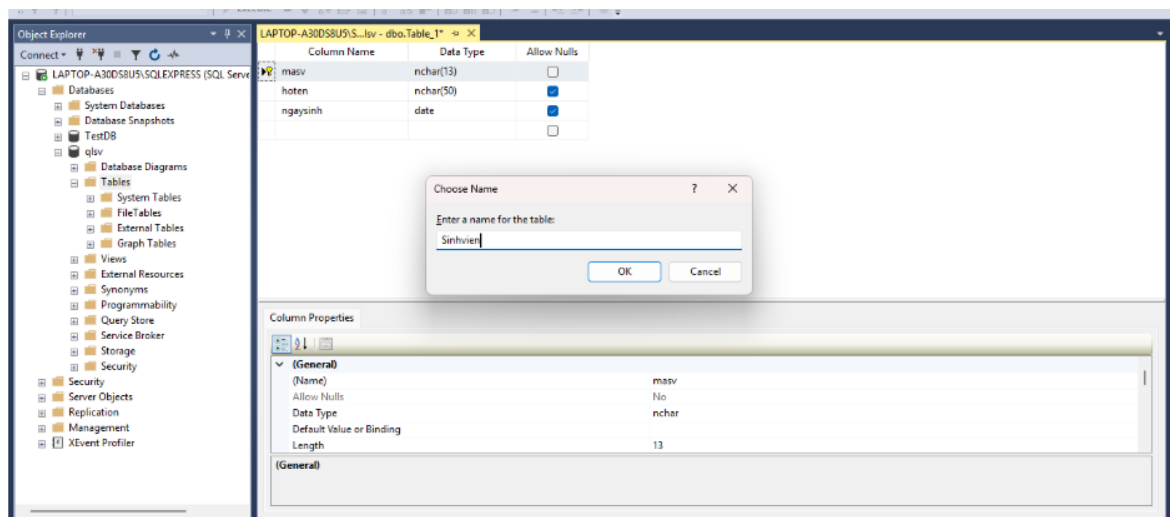 Object Explorer
Connect
LAPTOP-A30DS8U5\SQLEXPRESS (SQL Serve
Databases
System Databases
Database Snapshots
TestDB
qlsv
Database Diagrams
Tables
System Tables
FileTables
External Tables
Graph Tables
Views
External Resources
Synonyms
Programmability
Query Store
Service Broker
Storage
Security
Security
Server Objects
Replication
Management
XEvent Profiler
LAPTOP-A30DS8U5\S...lsv - dbo.Table_1*
Column Name Data Type Allow Nulls
masv nchar(13)
hoten nchar(50)
ngaysinh date
Choose Name ?
Enter a name for the table:
Sinhvien
OK Cancel
Column Properties
(General)
(Name) masv
Allow Nulls No
Data Type nchar
Default Value or Binding
Length 13
(General)